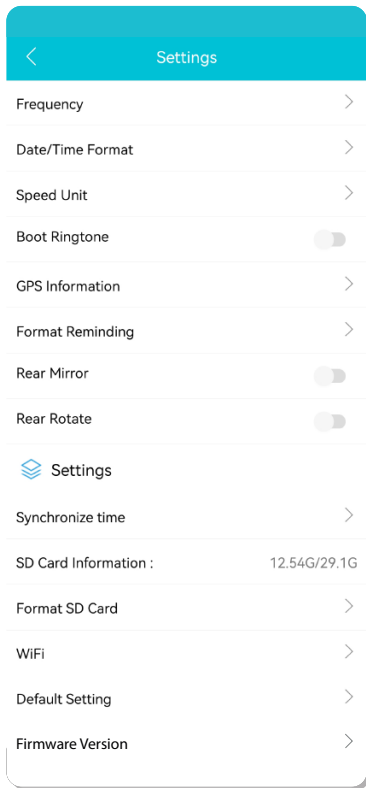 Settings
Frequency
Date/Time Format
Speed Unit
Boot Ringtone
GPS Information
Format Reminding
Rear Mirror
Rear Rotate
Settings
Synchronize time
SD Card Information : 12.54G/29.1G
Format SD Card
WiFi
Default Setting
Firmware Version